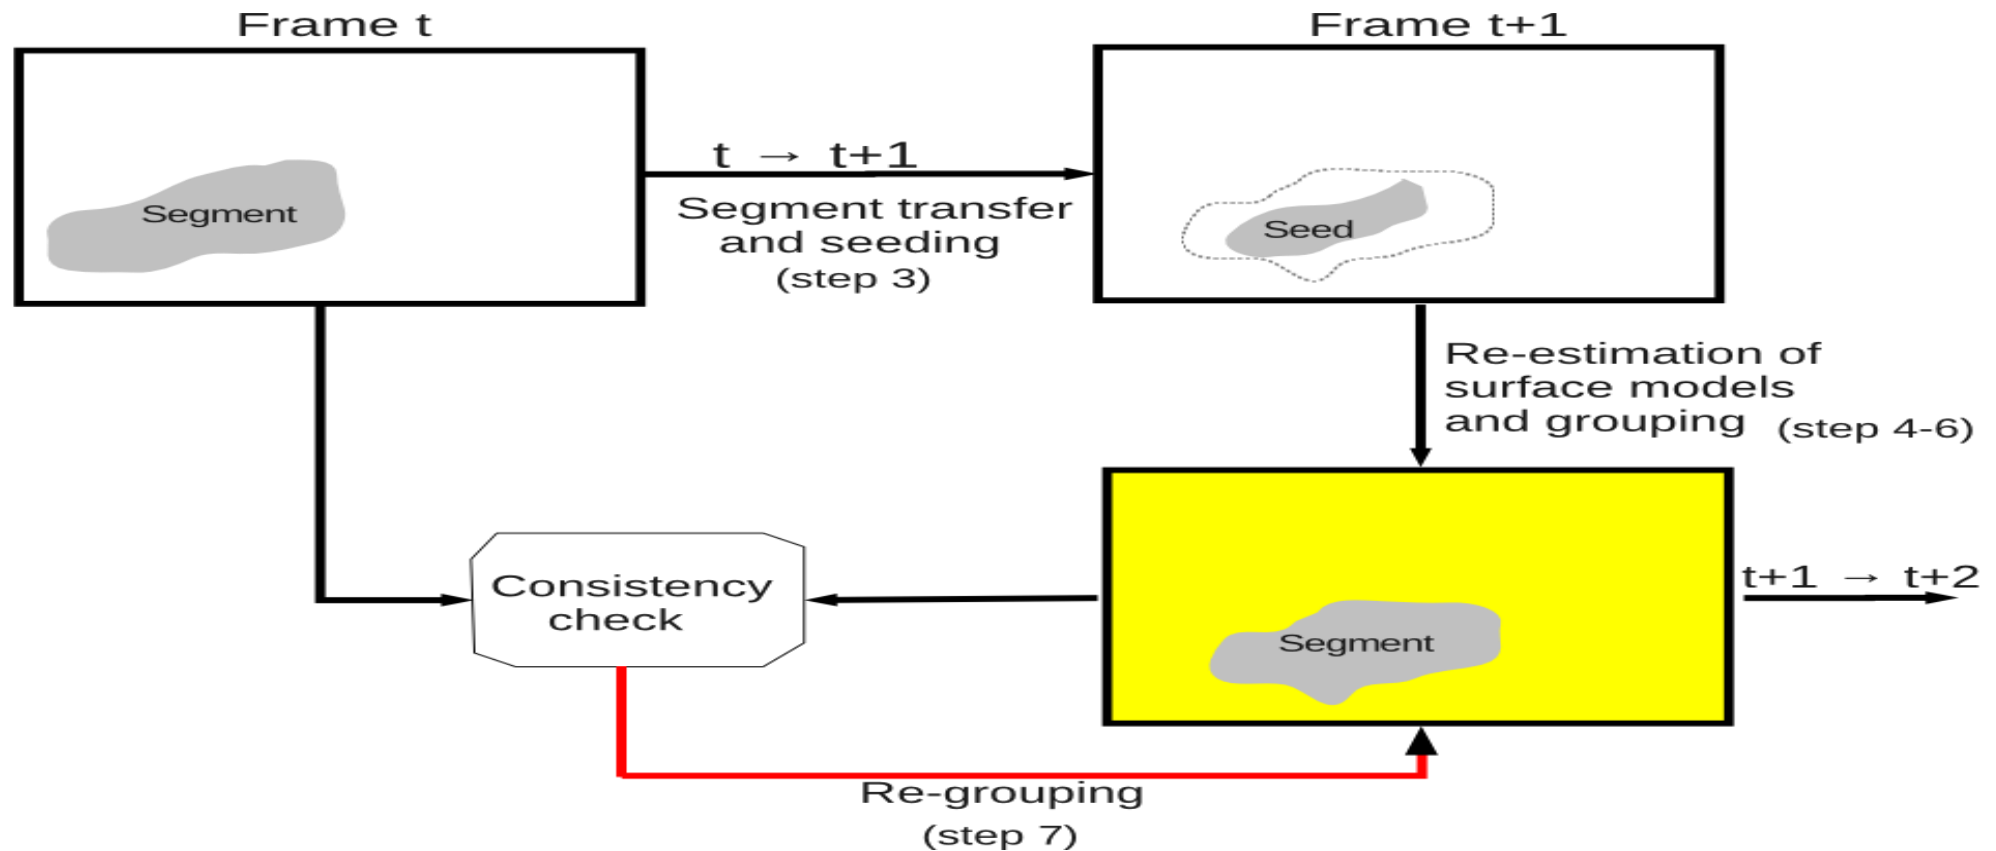 Frame t
Frame t+1
Segment
t → t+1
Segment transfer
and seeding
(step 3)
Seed
Re-estimation of
surface models
and grouping (step 4-6)
Consistency
check
Segment
t+1 → t+2
Re-grouping
(step 7)